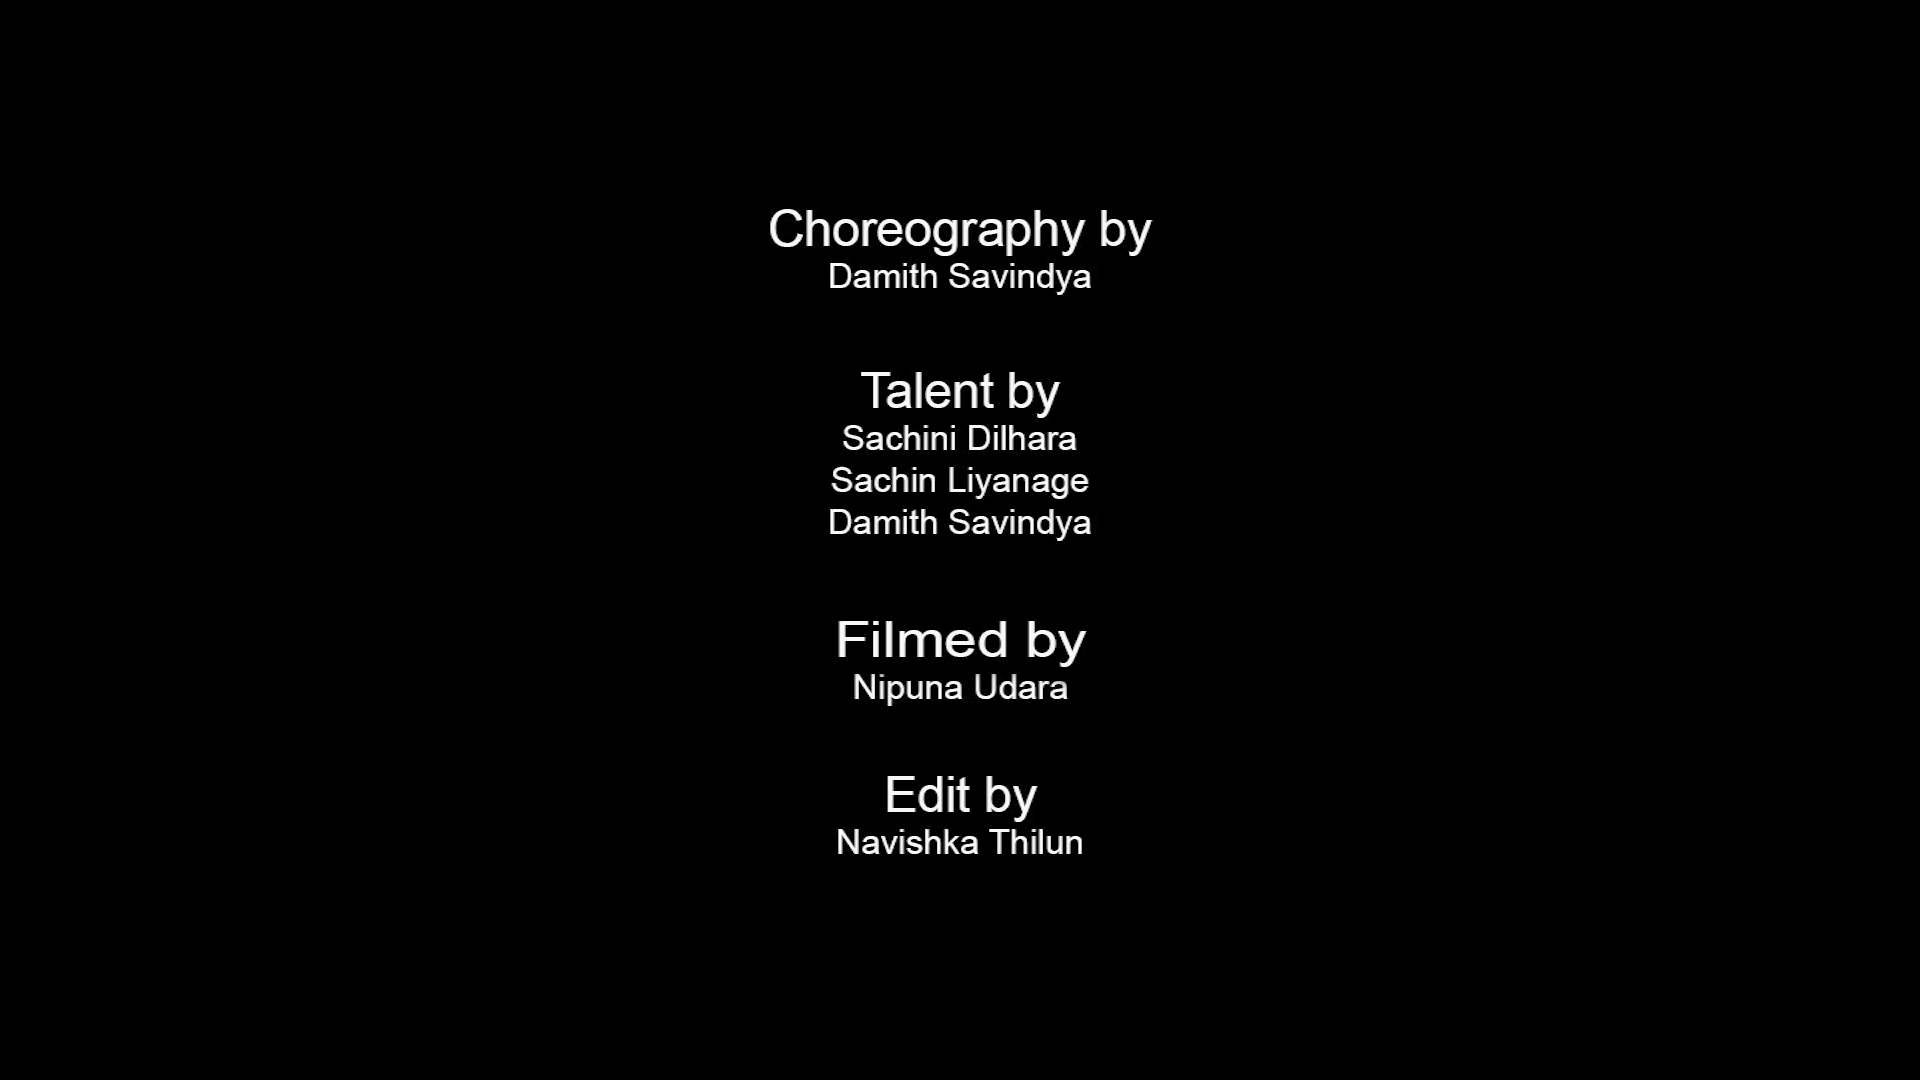 Choreography by
Damith Savindya
Talent by
Sachini Dilhara
Sachin Liyanage
Damith Savindya
Filmed by
Nipuna Udara
Edit by
Navishka Thilun